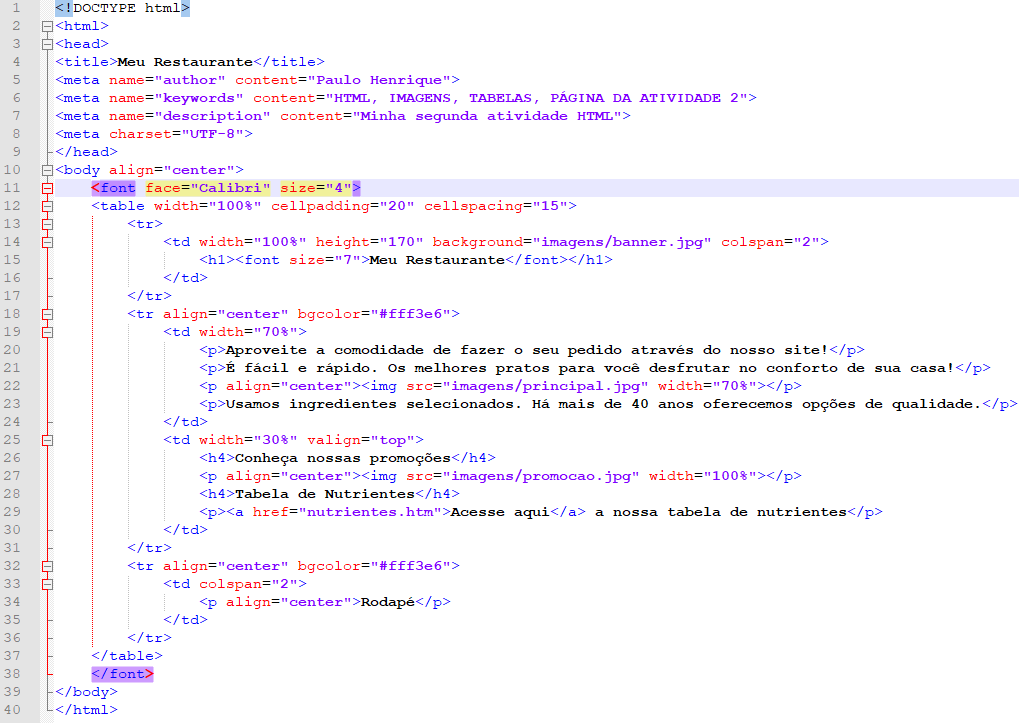 1 <!DOCTYPE html>
2 <html>
3 <head>
4 <title>Meu Restaurante</title>
5 <meta name="author" content="Paulo Henrique">
6 <meta name="keywords" content="HTML, IMAGENS, TABELAS, PÁGINA DA ATIVIDADE 2">
7 <meta name="description" content="Minha segunda atividade HTML">
8 <meta charset="UTF-8">
9 </head>
10 <body align="center">
11     <font face="Calibri" size="4">
12     <table width="100%" cellpadding="20" cellspacing="15">
13         <tr>
14             <td width="100%" height="170" background="imagens/banner.jpg" colspan="2">
15                 <h1><font size="7">Meu Restaurante</font></h1>
16             </td>
17         </tr>
18         <tr align="center" bgcolor="#fff3e6">
19             <td width="70%">
20                 <p>Aproveite a comodidade de fazer o seu pedido através do nosso site!</p>
21                 <p>É fácil e rápido. Os melhores pratos para você desfrutar no conforto de sua casa!</p>
22                 <p align="center"><img src="imagens/principal.jpg" width="70%"></p>
23                 <p>Usamos ingredientes selecionados. Há mais de 40 anos oferecemos opções de qualidade.</p>
24             </td>
25             <td width="30%" valign="top">
26                 <h4>Conheça nossas promoções</h4>
27                 <p align="center"><img src="imagens/promocao.jpg" width="100%"></p>
28                 <h4>Tabela de Nutrientes</h4>
29                 <p><a href="nutrientes.htm">Acesse aqui</a> a nossa tabela de nutrientes</p>
30             </td>
31         </tr>
32         <tr align="center" bgcolor="#fff3e6">
33             <td colspan="2">
34                 <p align="center">Rodapé</p>
35             </td>
36         </tr>
37     </table>
38     </font>
39 </body>
40 </html>